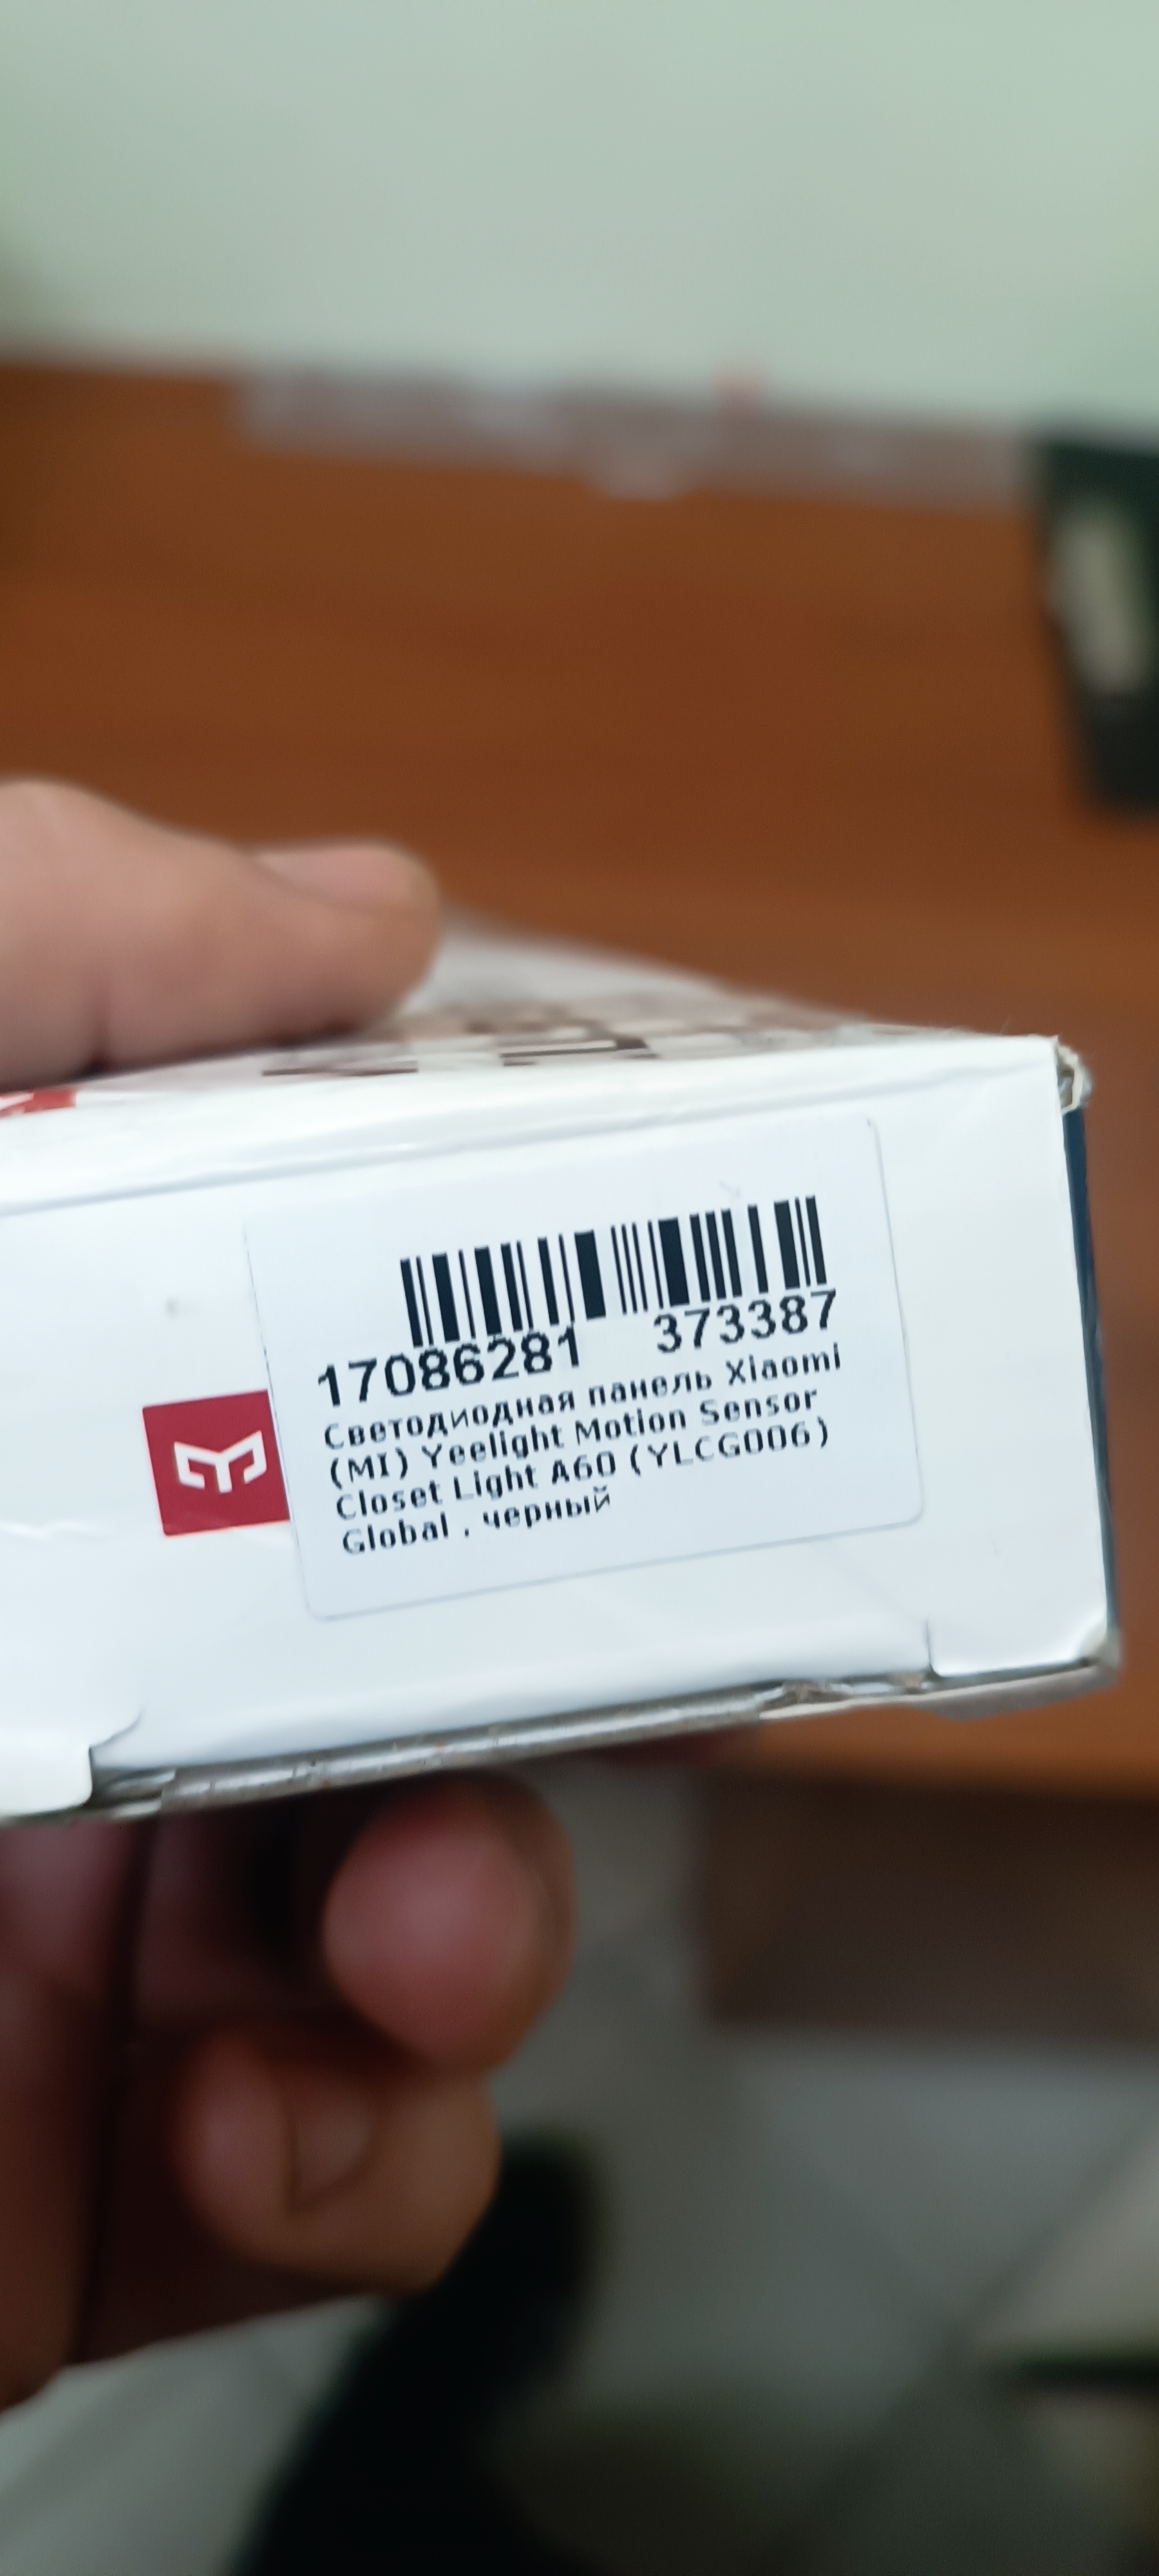 17086281 373387
Светодиодная панель Xiaomi
(MI) Yeelight Motion Sensor
Closet Light A60 (YLCG006)
Global . черный